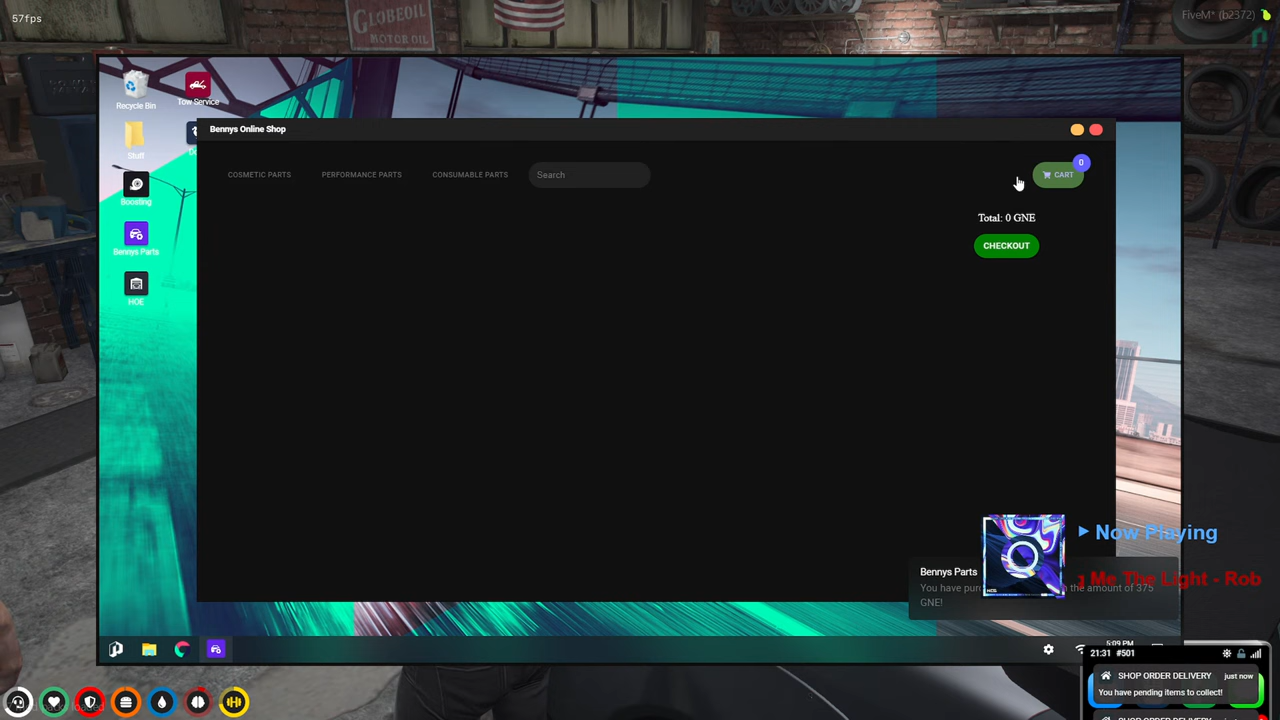 57fps
FiveM* (b2372)
GLOBEOIL
MOTOR OIL
Recycle Bin
Tow Service
Stuff
Boosting
Bennys Parts
HOE
Bennys Online Shop
COSMETIC PARTS
PERFORMANCE PARTS
CONSUMABLE PARTS
Search
CART
0
Total: 0 GNE
CHECKOUT
Now Playing
Me The Light - Rob
Bennys Parts
You have the amount of 375
GNE!
5:09 PM
21:31 #501
SHOP ORDER DELIVERY
just now
You have pending items to collect!
SHOP ORDER DELIVERY